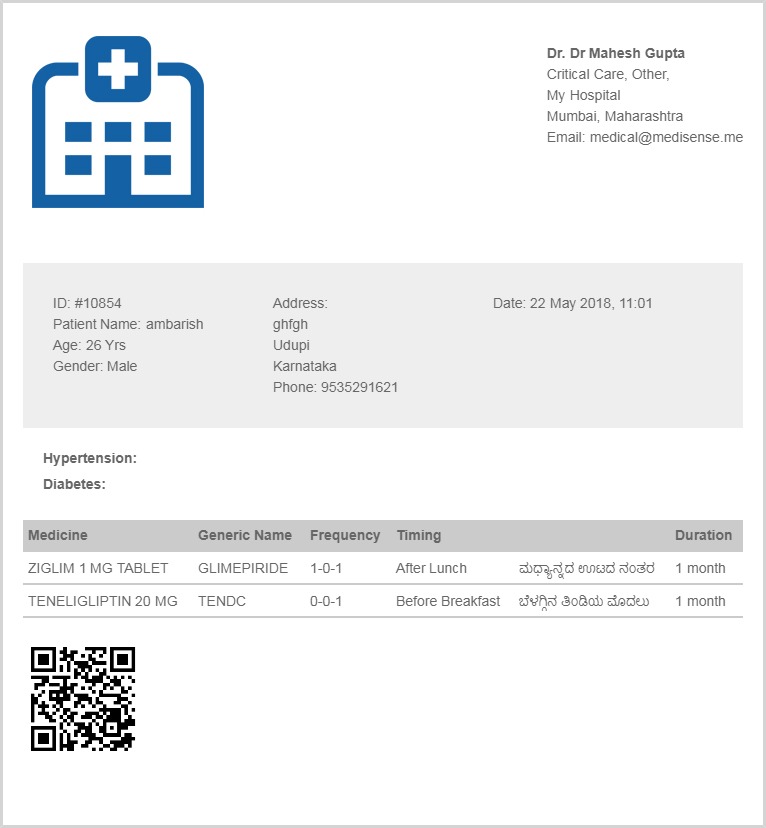 Dr. Dr Mahesh Gupta
Critical Care, Other,
My Hospital
Mumbai, Maharashtra
Email: medical@medisense.me
ID: #10854
Patient Name: ambarish
Age: 26 Yrs
Gender: Male
Address:
ghfgh
Udupi
Karnataka
Phone: 9535291621
Date: 22 May 2018, 11:01
Hypertension:
Diabetes:
Medicine Generic Name Frequency Timing Duration
ZIGLIM 1 MG TABLET GLIMEPIRIDE 1-0-1 After Lunch ಮಧ್ಯಾನ್ನದ ಊಟದ ನಂತರ 1 month
TENELIGLIPTIN 20 MG TENDC 0-0-1 Before Breakfast ಬೆಳಗ್ಗಿನ ತಿಂಡಿಯ ಮೊದಲು 1 month